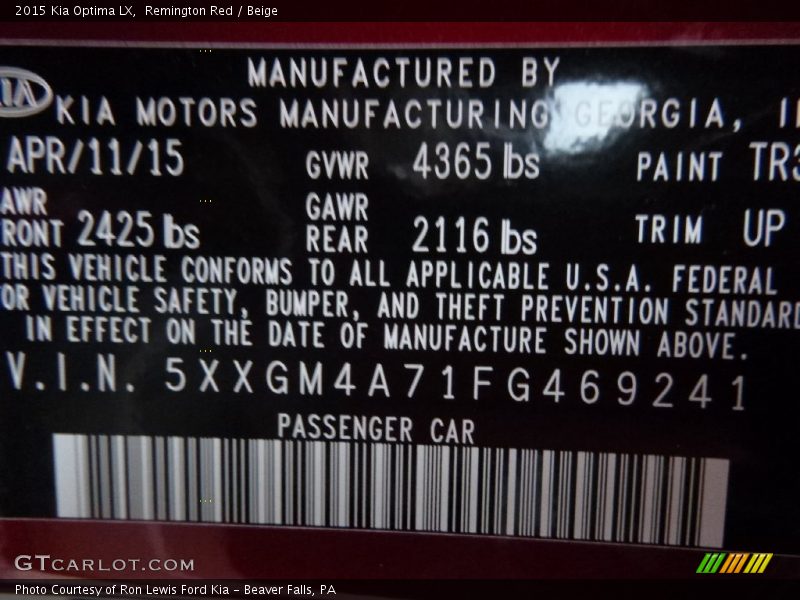 2015 Kia Optima LX,  Remington Red / Beige
MANUFACTURED BY
KIA
KIA MOTORS MANUFACTURING GEORGIA,
APR/11/15 GVWR 4365 lbs PAINT TR3
GAWR
REAR 2116 lbs
2425 lbs
TRIM UP
THIS VEHICLE CONFORMS TO ALL APPLICABLE U.S.A. FEDERAL
OR VEHICLE SAFETY, BUMPER, AND THEFT PREVENTION STANDARD
IN EFFECT ON THE DATE OF MANUFACTURE SHOWN ABOVE.
V.I.N. 5XXGM4A71FG469241
PASSENGER CAR
GTCARLOT.COM
Photo Courtesy of Ron Lewis Ford Kia – Beaver Falls, PA